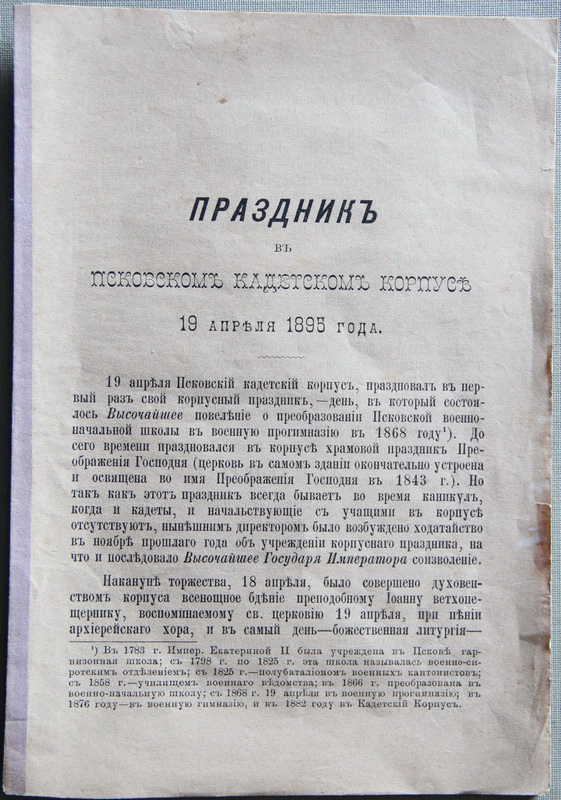 ПРАЗДНИКЪ
ВЪ
ПСКОВСКОМЪ КАДЕТСКОМЪ КОРПУСѢ
19 АПРѢЛЯ 1895 ГОДА.
19 апрѣля Псковскій кадетскій корпусъ, праздновалъ въ пер-
вый разъ свой корпусный праздникъ,—день, въ который состоя-
лось Высочайшее повелѣніе о преобразованіи Псковской военно-
начальной школы въ военную прогимназію въ 1868 году¹). До
сего времени праздновался въ корпусѣ храмовой праздник Пре-
ображенія Господня (церковь въ самомъ зданіи окончательно устроена
и освящена во имя Преображенія Господня въ 1843 г.). Но
такъ какъ этотъ праздникъ всегда бываетъ во время каникулъ,
когда и кадеты, и начальствующіе съ учащими въ корпусѣ
отсутствуютъ, нынѣшнимъ директоромъ было возбуждено ходатайство
въ ноябрѣ прошлаго года объ учрежденіи корпуснаго праздника, на
что и послѣдовало Высочайшее Государя Императора соизволеніе.
Наканунѣ торжества, 18 апрѣля, было совершено духовен-
ствомъ корпуса всенощное бдѣніе преподобному Іоанну ветхопе-
щернику, воспоминаемому св. церковію 19 апрѣля, при пѣніи
архіерейскаго хора, и въ самый день—божественная литургія—
¹) Въ 1783 г. Импер. Екатериной II была учреждена въ Псковѣ гар-
низонная школа; съ 1798 г. по 1825 г. эта школа называлась военно-си-
ротскимъ отдѣленіемъ; съ 1825 г.—полубаталіономъ военныхъ кантонистовъ;
съ 1858 г.—училищемъ военнаго вѣдомства; въ 1866 г. преобразована въ
военно-начальную школу; съ 1868 г. 19 апрѣля въ военную прогимназію; въ
1876 году—въ военную гимназію, и въ 1882 году въ Кадетскій Корпусъ.